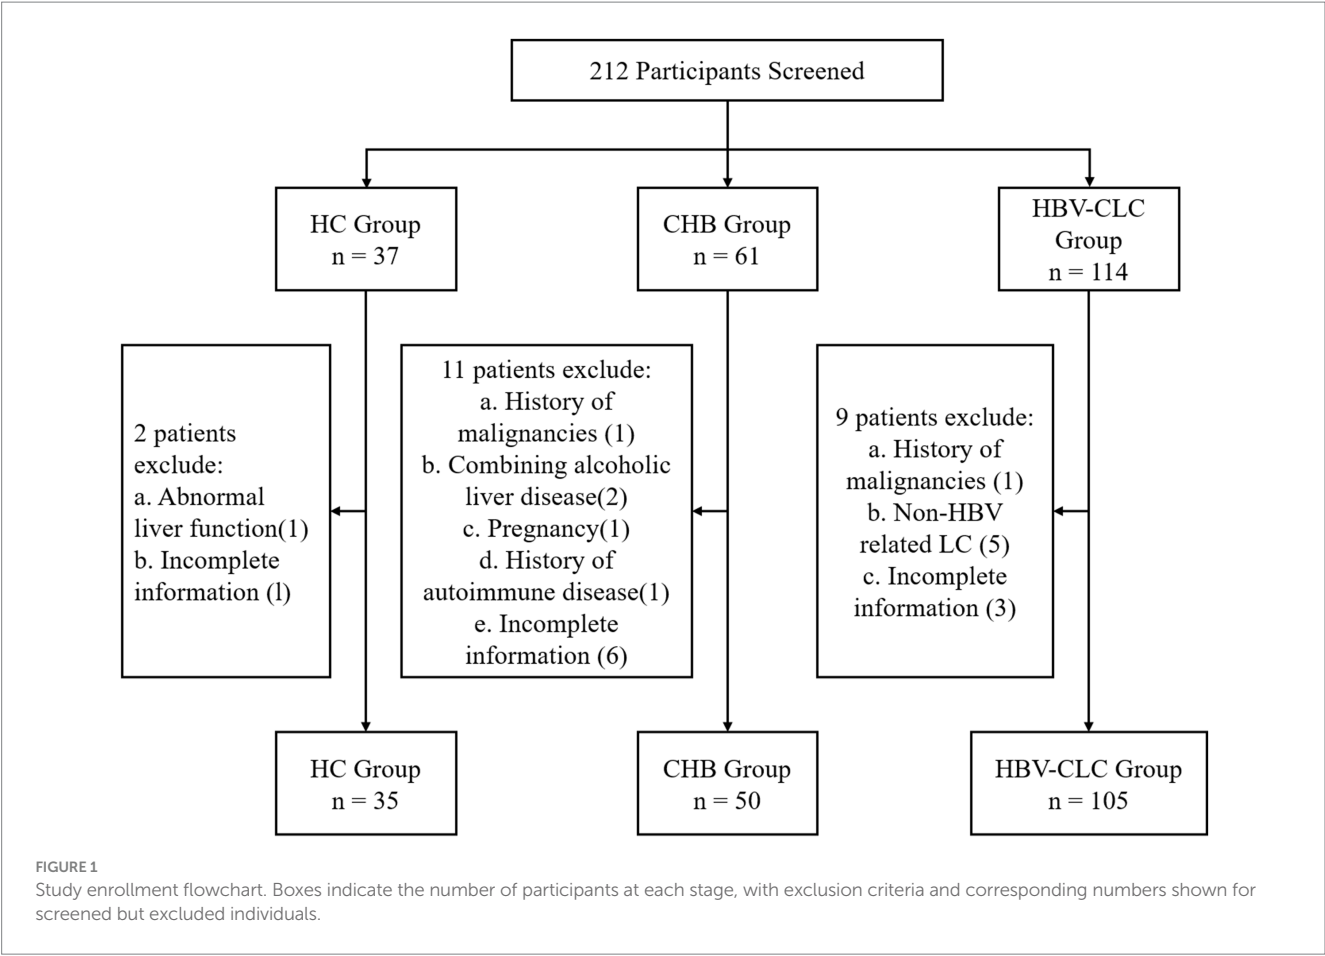 212 Participants Screened
HC Group
n = 37
CHB Group
n = 61
HBV-CLC
Group
n = 114
2 patients
exclude:
a. Abnormal
liver function(1)
b. Incomplete
information (l)
11 patients exclude:
a. History of
malignancies (1)
b. Combining alcoholic
liver disease(2)
c. Pregnancy(1)
d. History of
autoimmune disease(1)
e. Incomplete
information (6)
9 patients exclude:
a. History of
malignancies (1)
b. Non-HBV
related LC (5)
c. Incomplete
information (3)
HC Group
n = 35
CHB Group
n = 50
HBV-CLC Group
n = 105
FIGURE 1
Study enrollment flowchart. Boxes indicate the number of participants at each stage, with exclusion criteria and corresponding numbers shown for
screened but excluded individuals.